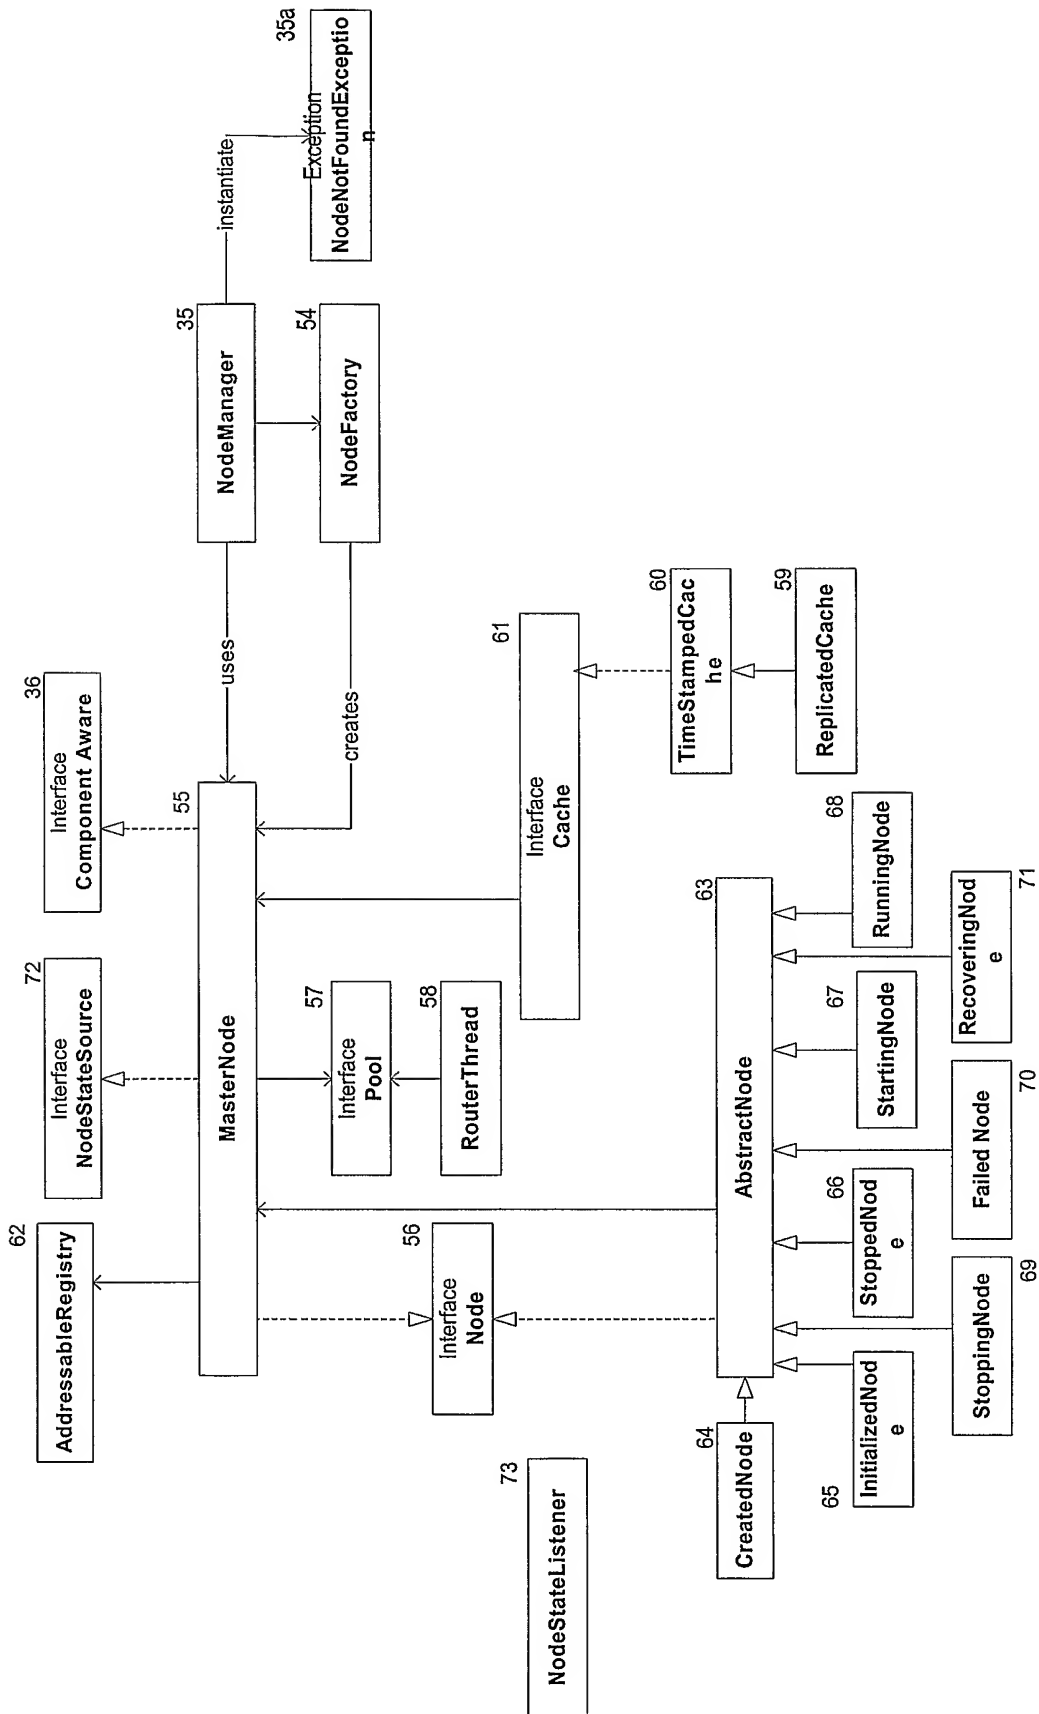 62
AddressableRegistry
72
Interface
NodeStateSource
36
Interface
Component Aware
55
MasterNode
uses
35
NodeManager
instantiate
35a
Exception
NodeNotFoundExceptio
n
54
NodeFactory
creates
57
Interface
Pool
58
RouterThread
56
Interface
Node
61
Interface
Cache
60
TimeStampedCac
he
59
ReplicatedCache
73
NodeStateListener
63
AbstractNode
64
CreatedNode
65
InitializedNod
e
66
StoppedNod
e
67
StartingNode
68
RunningNode
69
StoppingNode
70
Failed Node
71
RecoveringNod
e